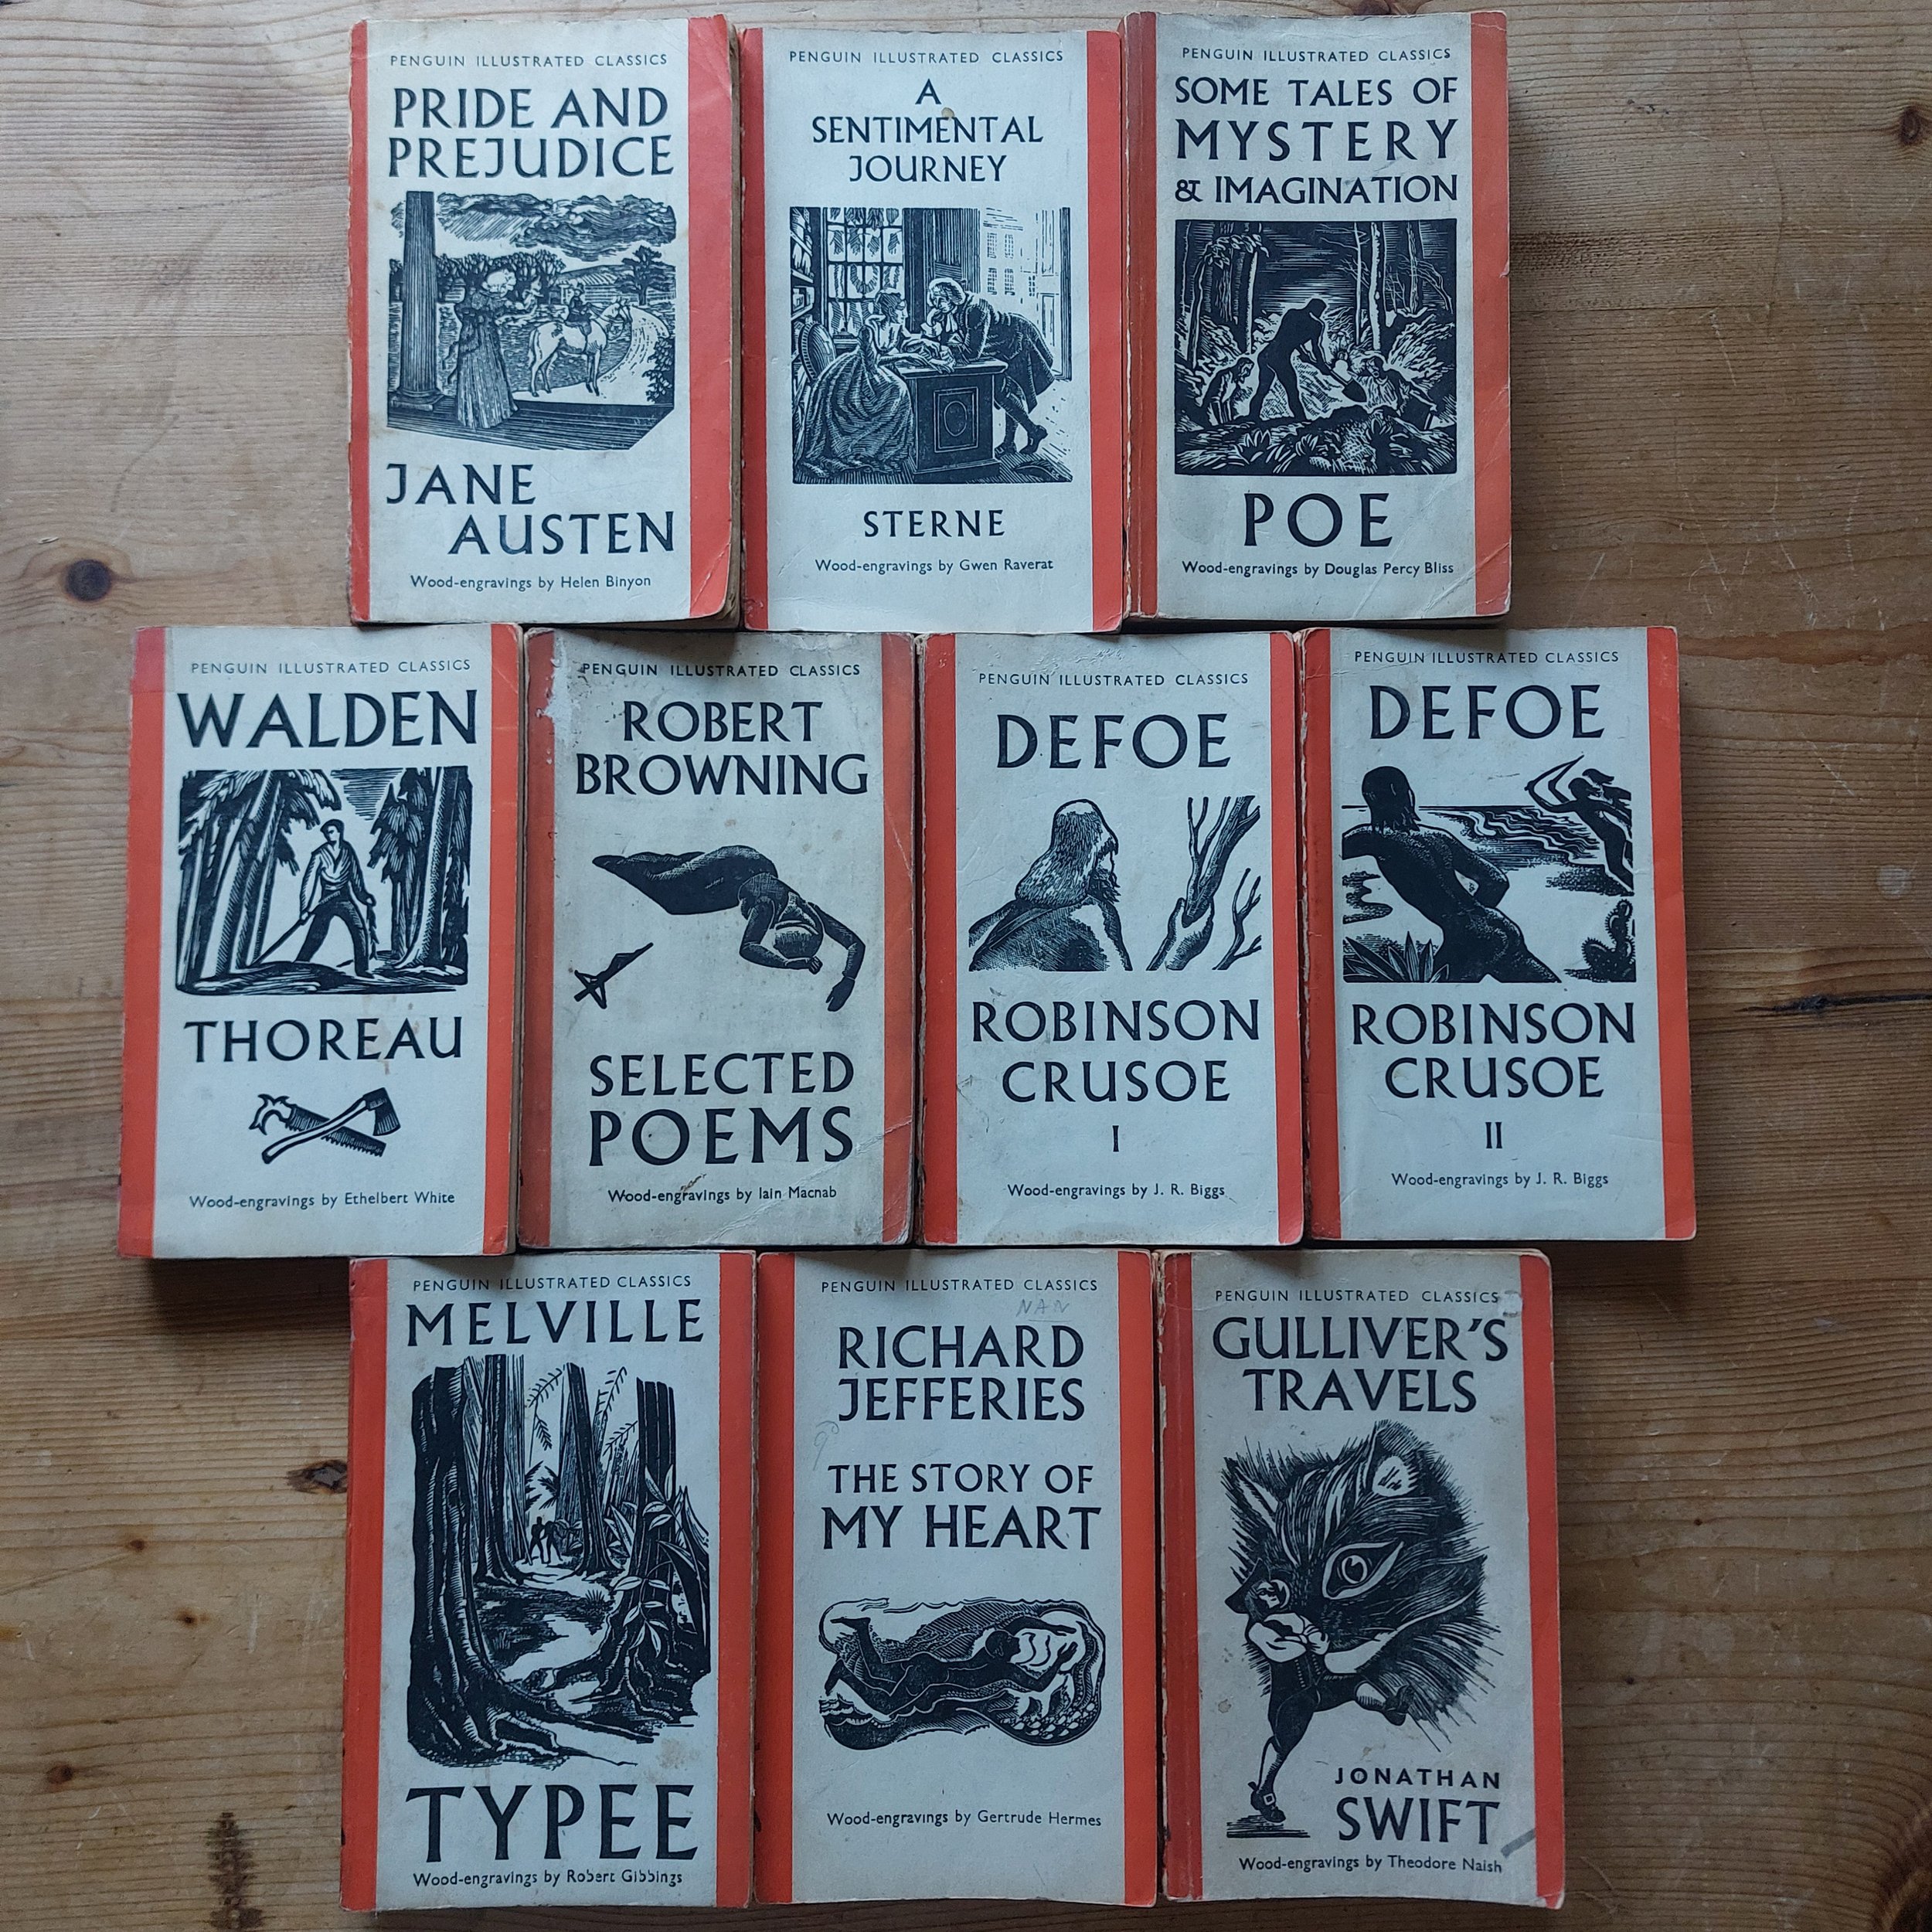 PENGUIN ILLUSTRATED CLASSICS
PRIDE AND
PREJUDICE
JANE
AUSTEN
Wood-engravings by Helen Binyon
PENGUIN ILLUSTRATED CLASSICS
A
SENTIMENTAL
JOURNEY
STERNE
Wood-engravings by Gwen Raverat
PENGUIN ILLUSTRATED CLASSICS
SOME TALES OF
MYSTERY
& IMAGINATION
POE
Wood-engravings by Douglas Percy Bliss
PENGUIN ILLUSTRATED CLASSICS
WALDEN
THOREAU
Wood-engravings by Ethelbert White
PENGUIN ILLUSTRATED CLASSICS
ROBERT
BROWNING
SELECTED
POEMS
Wood-engravings by Iain Macnab
PENGUIN ILLUSTRATED CLASSICS
DEFOE
ROBINSON
CRUSOE
I
Wood-engravings by J. R. Biggs
PENGUIN ILLUSTRATED CLASSICS
DEFOE
ROBINSON
CRUSOE
II
Wood-engravings by J. R. Biggs
PENGUIN ILLUSTRATED CLASSICS
MELVILLE
TYPEE
Wood-engravings by Robert Gibbings
PENGUIN ILLUSTRATED CLASSICS
NAN
RICHARD
JEFFERIES
THE STORY OF
MY HEART
Wood-engravings by Gertrude Hermes
PENGUIN ILLUSTRATED CLASSICS
GULLIVER'S
TRAVELS
JONATHAN
SWIFT
Wood-engravings by Theodore Naish